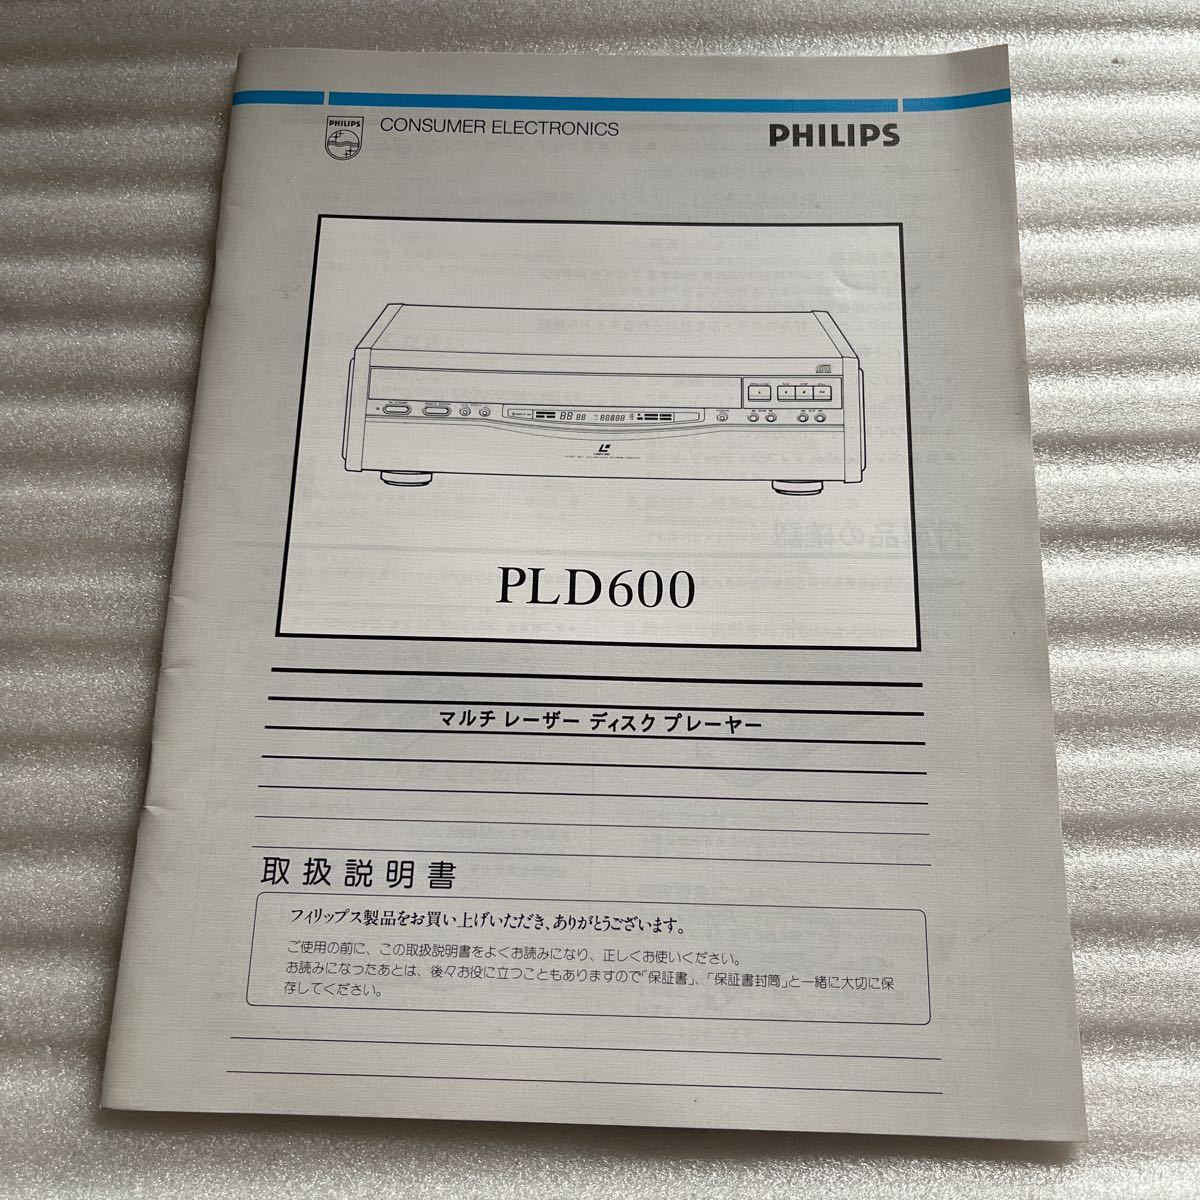 PHILIPS
CONSUMER ELECTRONICS
PHILIPS
PLD600
マルチ レーザー ディスク プレーヤー
取扱説明書
フィリップス製品をお買い上げいただき、ありがとうございます。
ご使用の前に、この取扱説明書をよくお読みになり、正しくお使いください。
お読みになったあとは、後々お役に立つこともありますので「保証書」、「保証書封筒」と一緒に大切に保
存してください。